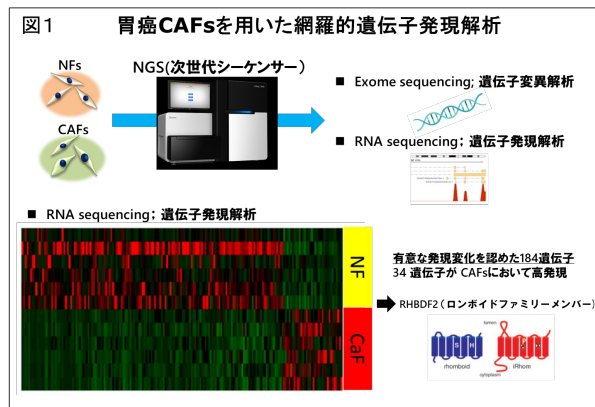 図1 胃癌CAFsを用いた網羅的遺伝子発現解析
NFs
CAFs
NGS(次世代シーケンサー)
■ Exome sequencing; 遺伝子変異解析
■ RNA sequencing; 遺伝子発現解析
■ RNA sequencing; 遺伝子発現解析
NF
CaF
有意な発現変化を認めた184遺伝子
34 遺伝子が CAFsにおいて高発現
RHBDF2(ロンボイドファミリーメンバー)
lumen
S H
rhomboid
iRhom
cytoplasm